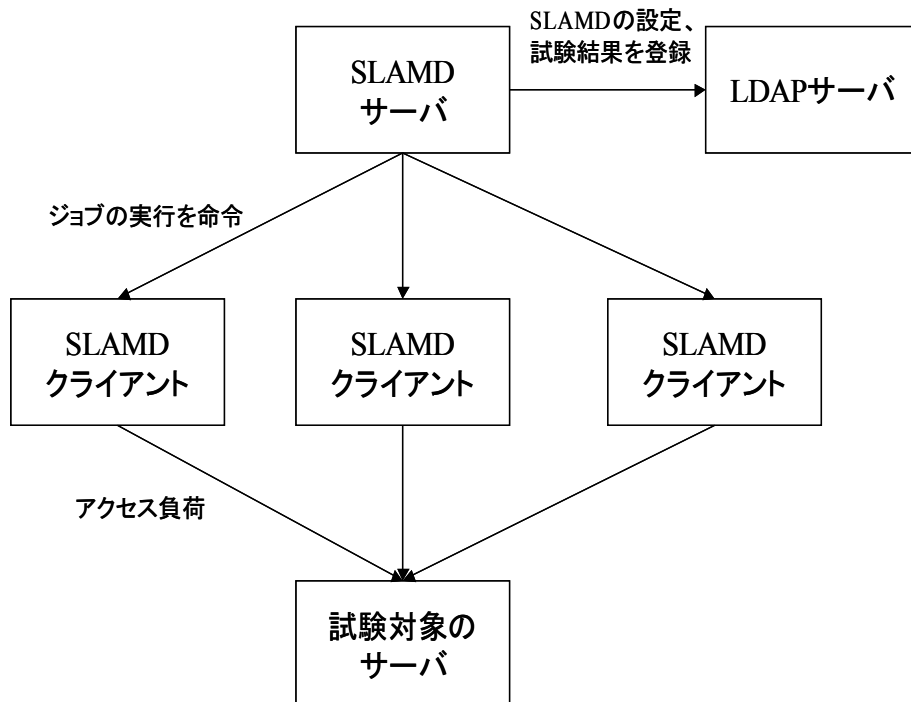 SLAMDの設定、
試験結果を登録
SLAMD
サーバ
LDAPサーバ
ジョブの実行を命令
SLAMD
クライアント
SLAMD
クライアント
SLAMD
クライアント
アクセス負荷
試験対象の
サーバ